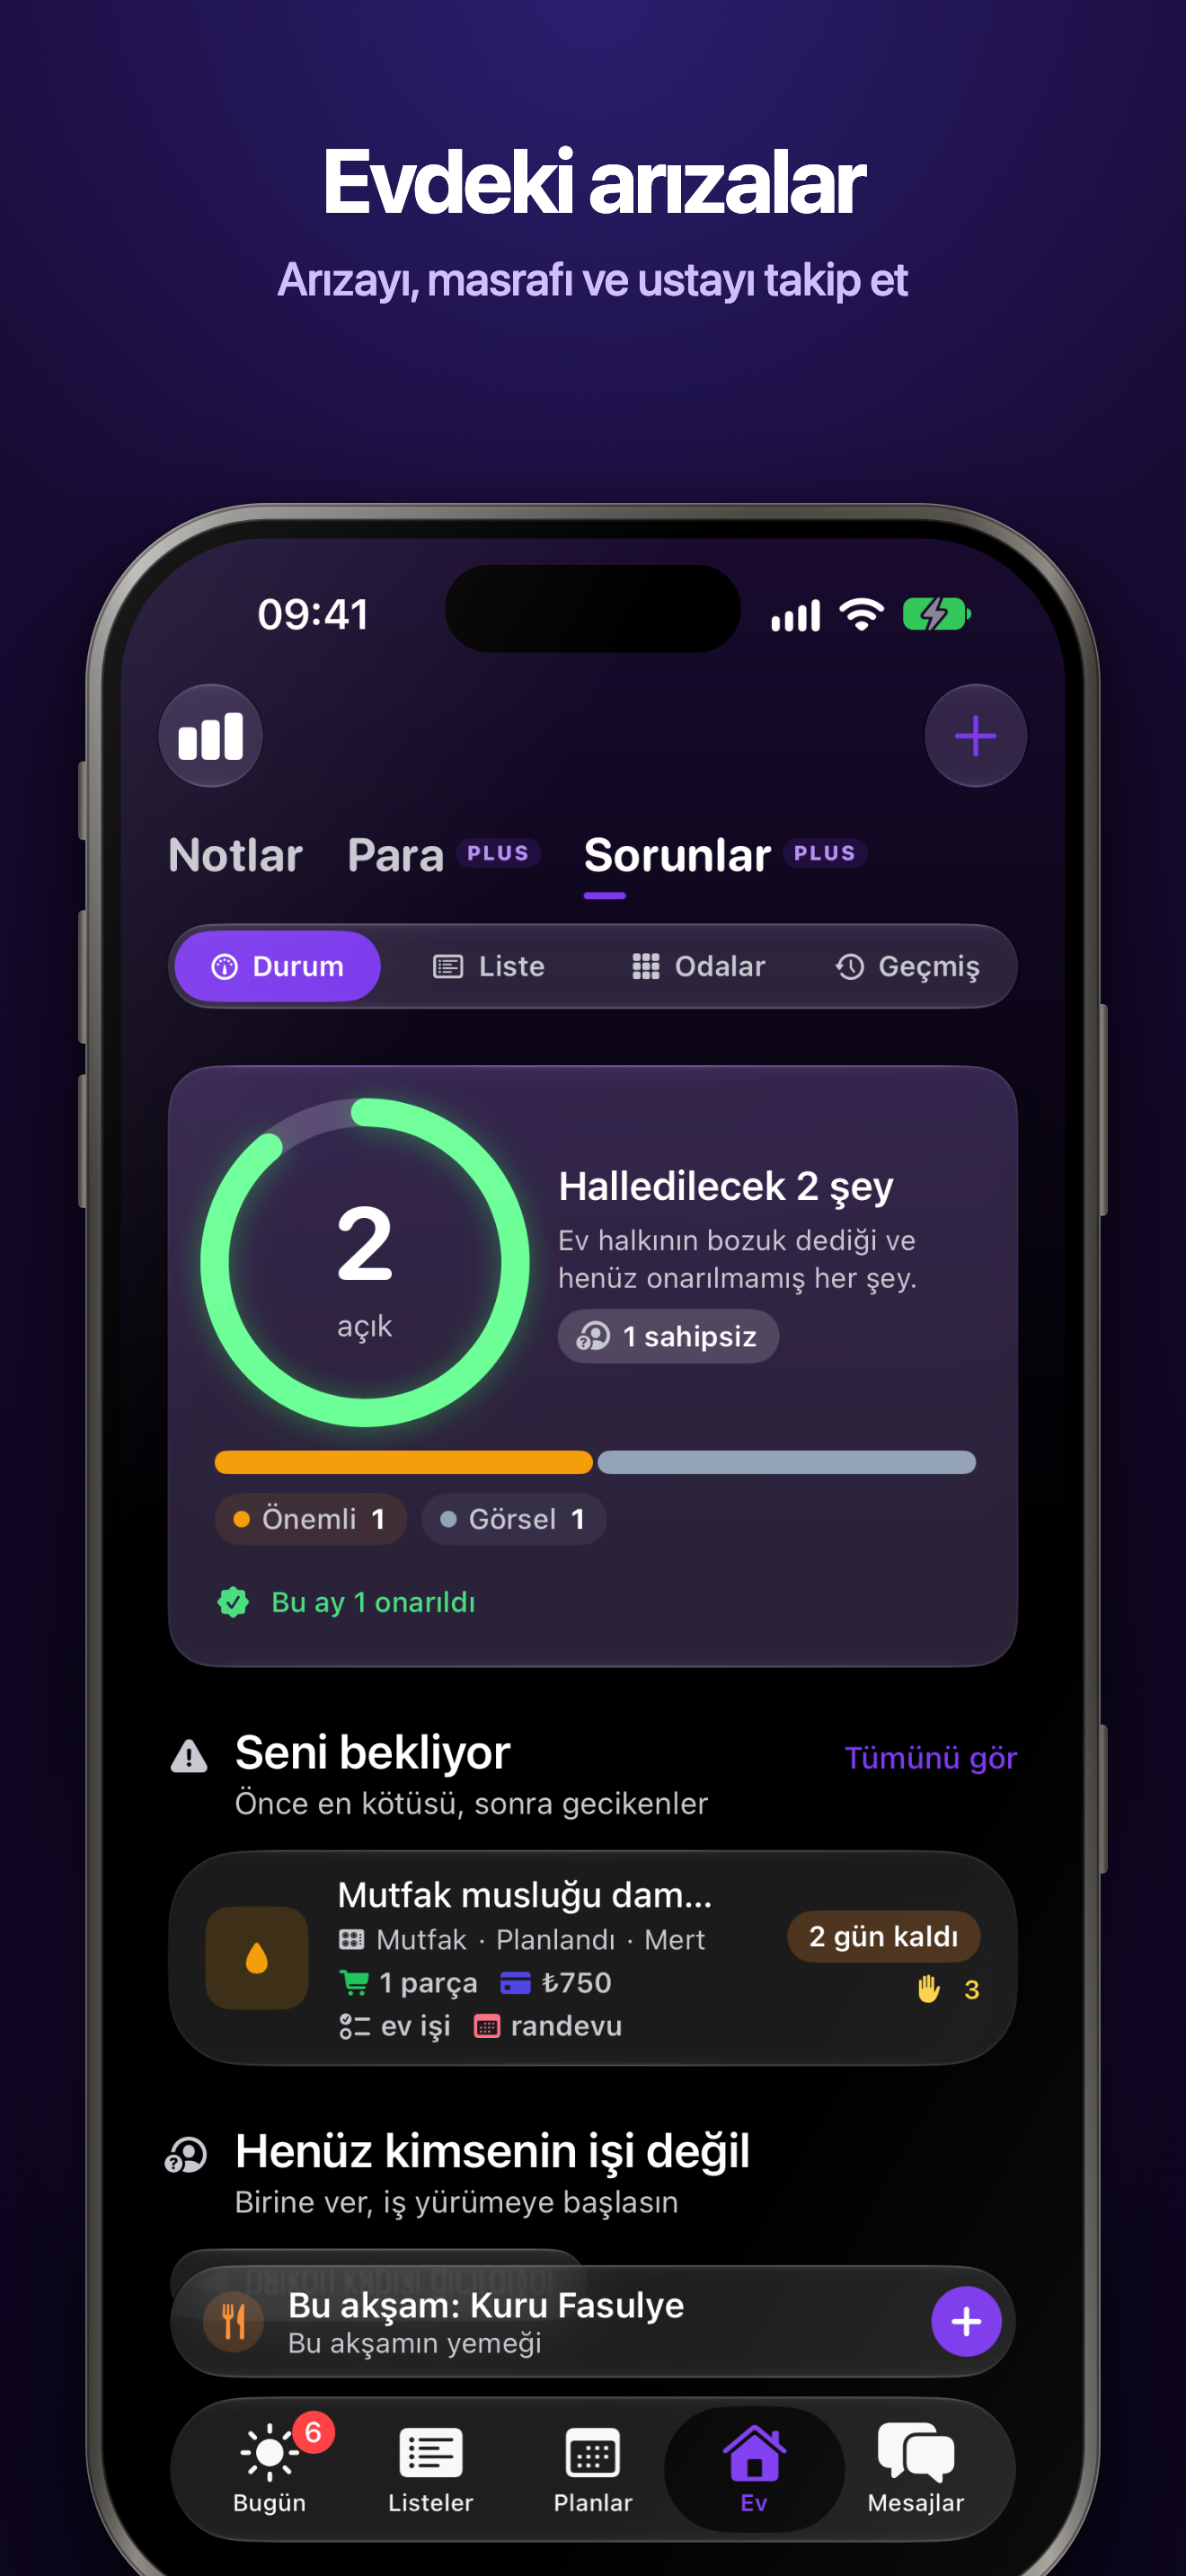 Evdeki arızalar
Arızayı, masrafı ve ustayı takip et
09:41
Notlar
Para PLUS
Sorunlar PLUS
Durum
Liste
Odalar
Geçmiş
2
açık
Halledilecek 2 şey
Ev halkının bozuk dediği ve
henüz onarılmamış her şey.
1 sahipsiz
Önemli 1
Görsel 1
Bu ay 1 onarıldı
Seni bekliyor
Tümünü gör
Önce en kötüsü, sonra gecikenler
Mutfak musluğu dam...
Mutfak · Planlandı · Mert
1 parça ₺750
ev işi randevu
2 gün kaldı
3
Henüz kimsenin işi değil
Birine ver, iş yürümeye başlasın
Bu akşam: Kuru Fasulye
Bu akşamın yemeği
6
Bugün
Listeler
Planlar
Ev
Mesajlar